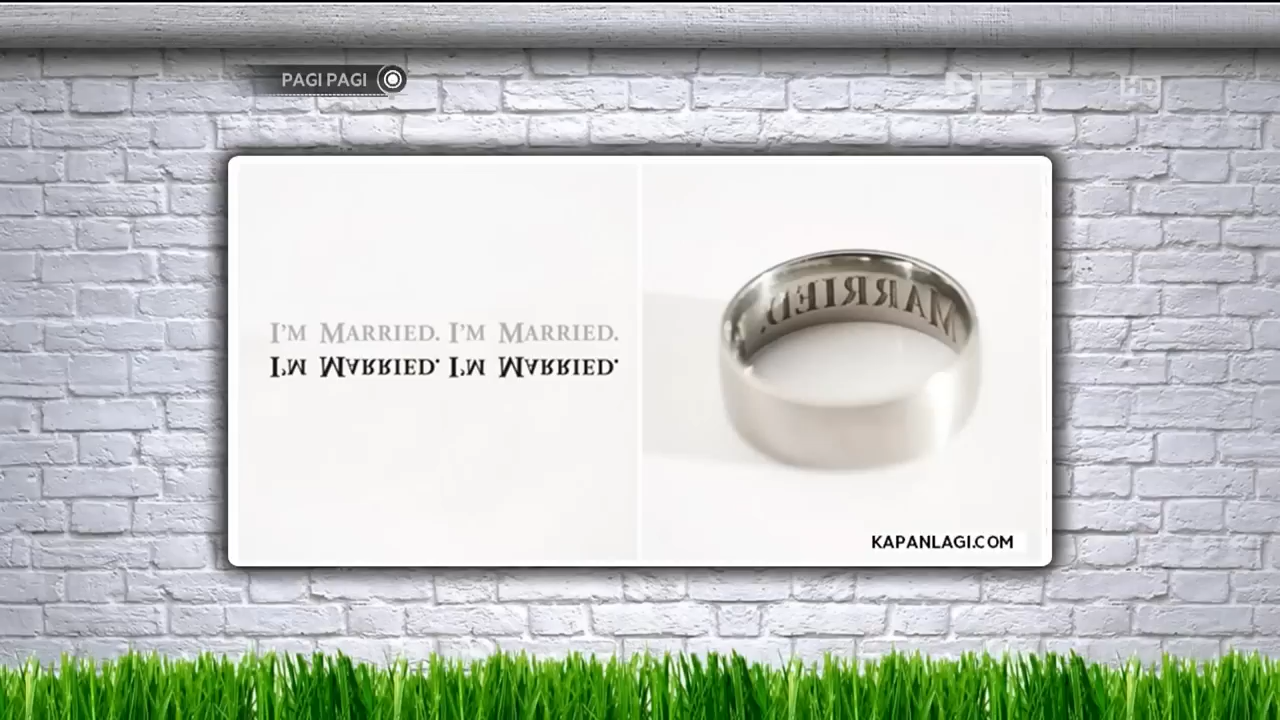 PAGI PAGI
NET.
HD
I'M MARRIED. I'M MARRIED.
I'M MARRIED. I'M MARRIED.
MARRIED.
KAPANLAGI.COM